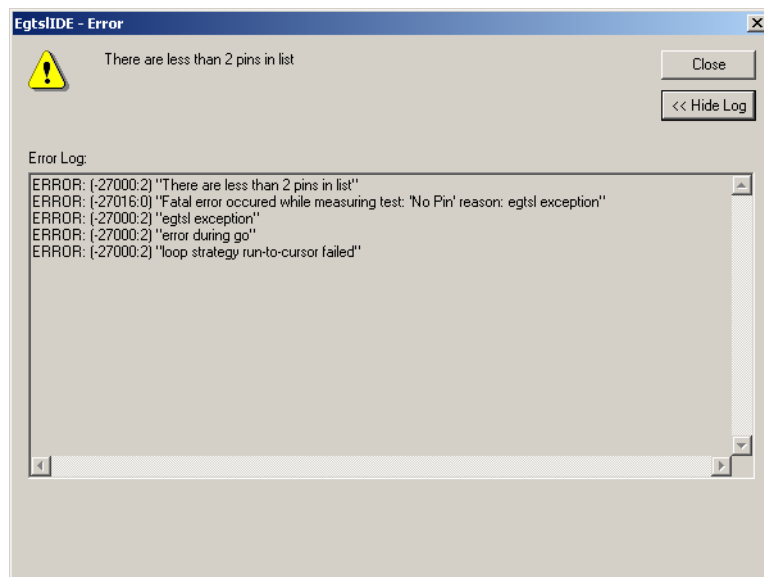 EgtslIDE - Error
There are less than 2 pins in list
Close
<< Hide Log
Error Log:
ERROR: (-27000:2) "There are less than 2 pins in list"
ERROR: (-27016:0) "Fatal error occured while measuring test: 'No Pin' reason: egtsl exception"
ERROR: (-27000:2) "egtsl exception"
ERROR: (-27000:2) "error during go"
ERROR: (-27000:2) "loop strategy run-to-cursor failed"